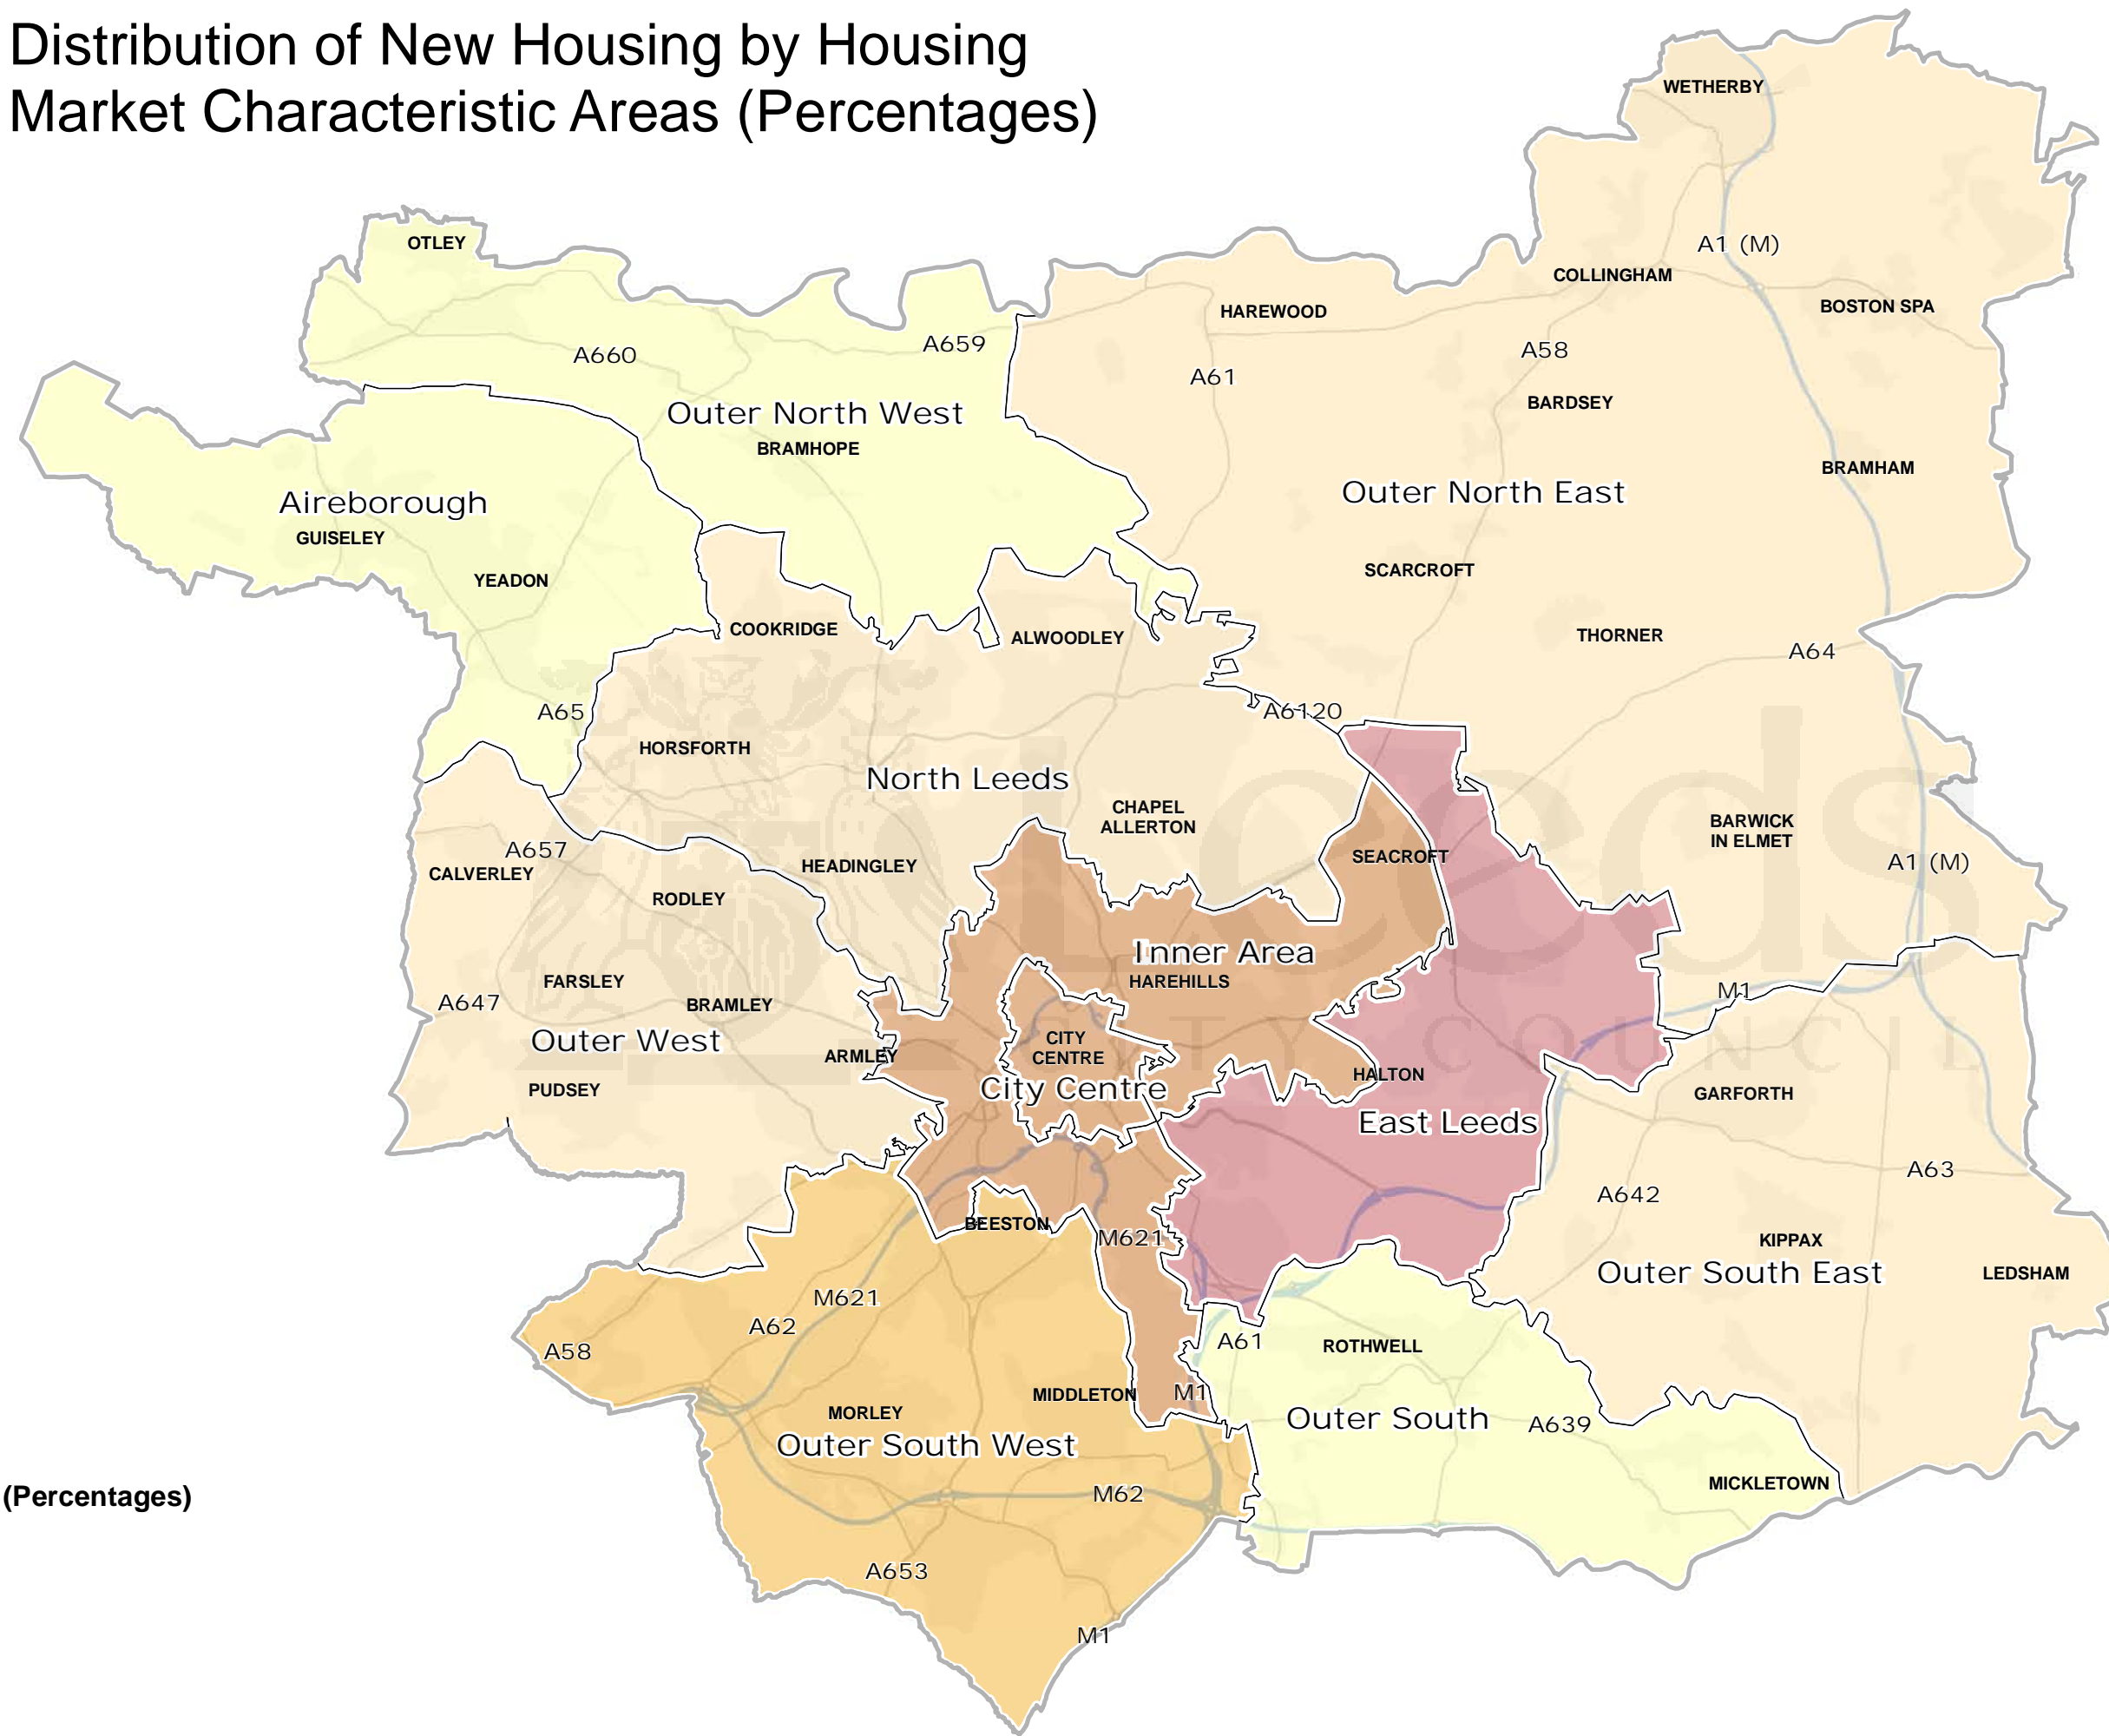 Distribution of New Housing by Housing
Market Characteristic Areas (Percentages)
WETHERBY
OTLEY
A1 (M)
COLLINGHAM
BOSTON SPA
HAREWOOD
A659
A58
A660
A61
BARDSEY
Outer North West
BRAMHOPE
BRAMHAM
Outer North East
Aireborough
GUISELEY
SCARCROFT
YEADON
COOKRIDGE
ALWOODLEY
THORNER
A64
A65
A6120
HORSFORTH
North Leeds
CHAPEL
ALLERTON
BARWICK
IN ELMET
A657
SEACROFT
A1 (M)
HEADINGLEY
CALVERLEY
RODLEY
Leeds
Inner Area
HAREHILLS
FARSLEY
M1
A647
BRAMLEY
CITY COUNCIL
Outer West
CITY
CENTRE
ARMLEY
HALTON
City Centre
PUDSEY
GARFORTH
East Leeds
A63
A642
BEESTON
M621
KIPPAX
Outer South East
LEDSHAM
M621
A62
A61
ROTHWELL
A58
MIDDLETON
M1
MORLEY
Outer South
A639
Outer South West
MICKLETOWN
M62
(Percentages)
A653
M1